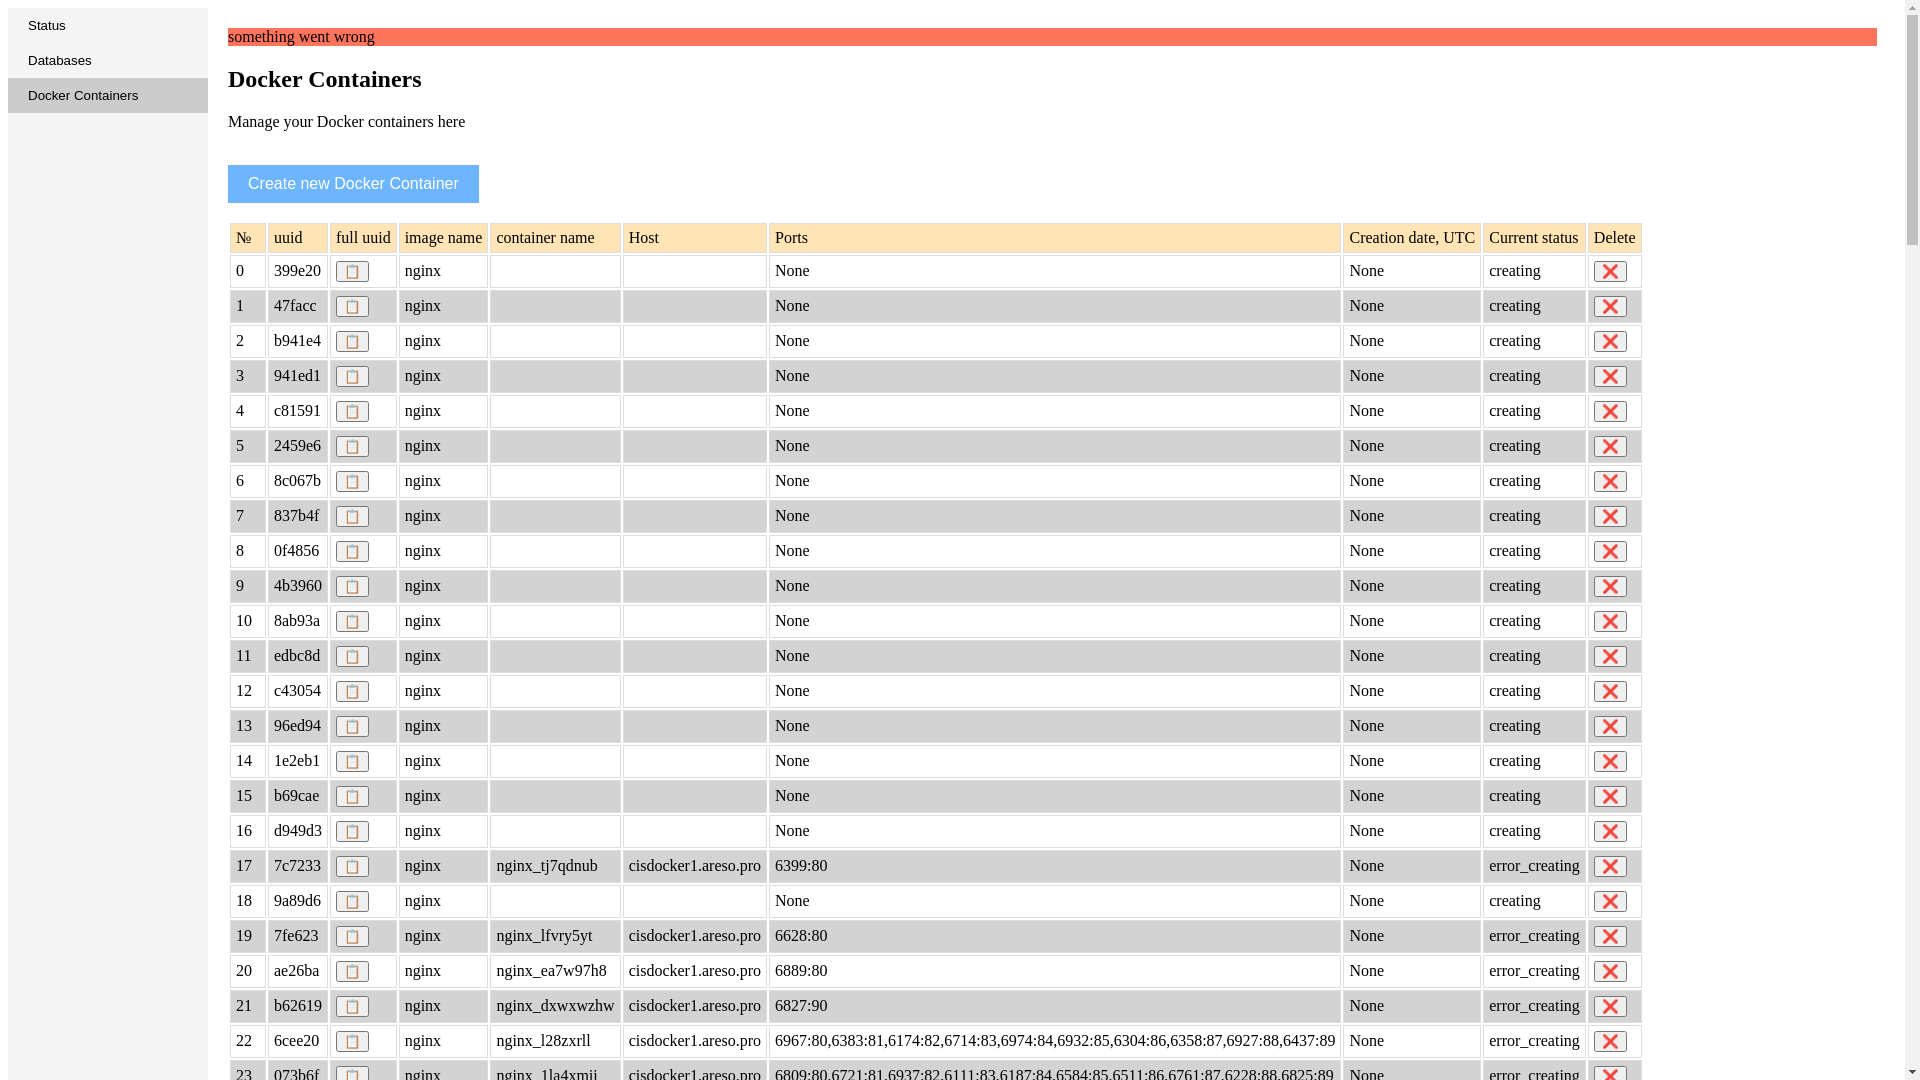 Status
Databases
Docker Containers
something went wrong
Docker Containers
Manage your Docker containers here
Create new Docker Container
№ uuid full uuid image name container name Host Ports Creation date, UTC Current status Delete
0 399e20 nginx None None creating
1 47facc nginx None None creating
2 b941e4 nginx None None creating
3 941ed1 nginx None None creating
4 c81591 nginx None None creating
5 2459e6 nginx None None creating
6 8c067b nginx None None creating
7 837b4f nginx None None creating
8 0f4856 nginx None None creating
9 4b3960 nginx None None creating
10 8ab93a nginx None None creating
11 edbc8d nginx None None creating
12 c43054 nginx None None creating
13 96ed94 nginx None None creating
14 1e2eb1 nginx None None creating
15 b69cae nginx None None creating
16 d949d3 nginx None None creating
17 7c7233 nginx nginx_tj7qdnub cisdocker1.areso.pro 6399:80 None error_creating
18 9a89d6 nginx None None creating
19 7fe623 nginx nginx_lfvry5yt cisdocker1.areso.pro 6628:80 None error_creating
20 ae26ba nginx nginx_ea7w97h8 cisdocker1.areso.pro 6889:80 None error_creating
21 b62619 nginx nginx_dxwxwzhw cisdocker1.areso.pro 6827:90 None error_creating
22 6cee20 nginx nginx_l28zxrll cisdocker1.areso.pro 6967:80,6383:81,6174:82,6714:83,6974:84,6932:85,6304:86,6358:87,6927:88,6437:89 None error_creating
23 073b6f nginx nginx_1la4xmii cisdocker1.areso.pro 6809:80,6721:81,6937:82,6111:83,6187:84,6584:85,6511:86,6761:87,6228:88,6825:89 None error_creating